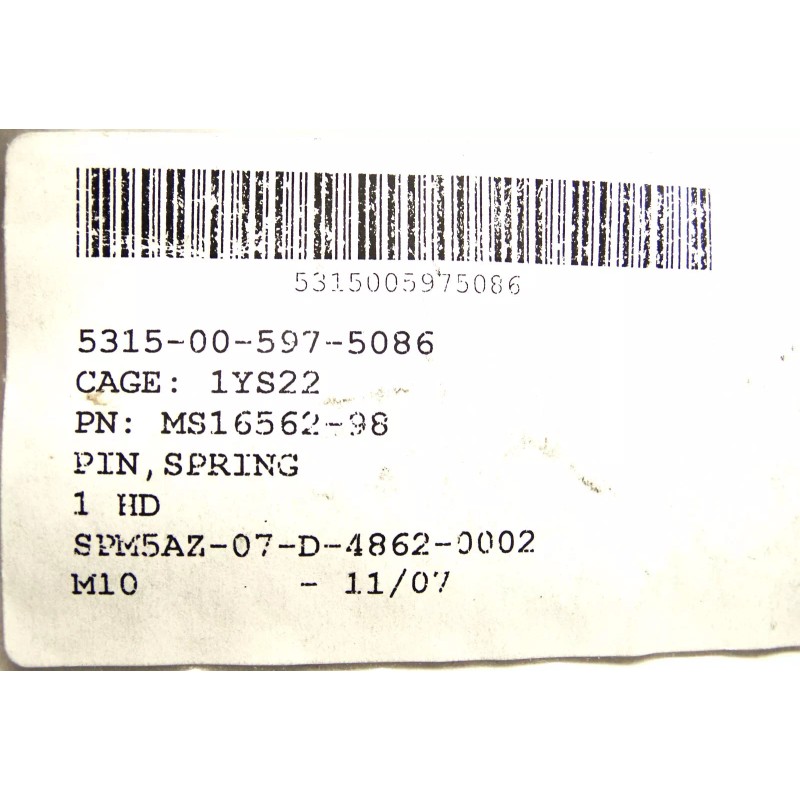 5315005975086
5315-00-597-5086
CAGE: 1YS22
PN: MS16562-98
PIN,SPRING
1 HD
SPM5AZ-07-D-4862-0002
M10 - 11/07